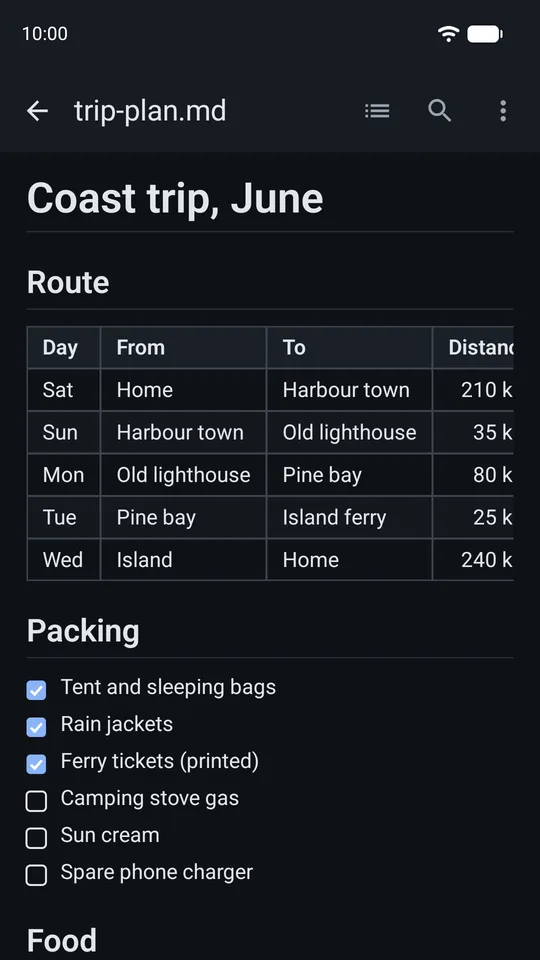 10:00
trip-plan.md
Coast trip, June
Route
Day From To Distanc
Sat Home Harbour town 210 k
Sun Harbour town Old lighthouse 35 k
Mon Old lighthouse Pine bay 80 k
Tue Pine bay Island ferry 25 k
Wed Island Home 240 k
Packing
Tent and sleeping bags
Rain jackets
Ferry tickets (printed)
Camping stove gas
Sun cream
Spare phone charger
Food